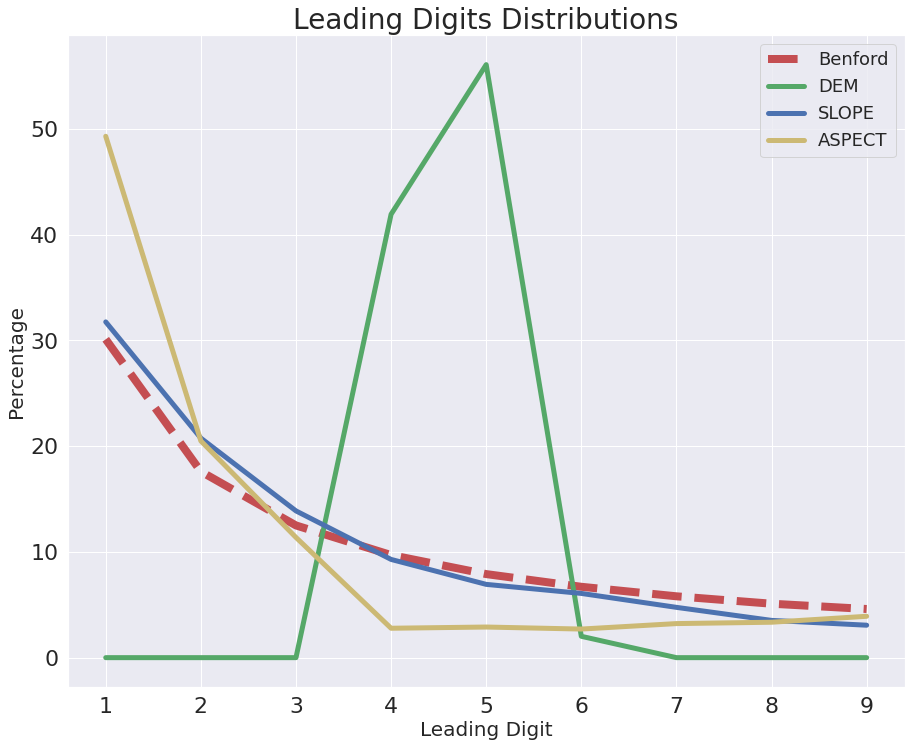 Leading Digits Distributions
Benford
DEM
SLOPE
ASPECT
Percentage
50
40
30
20
10
0
1 2 3 4 5 6 7 8 9
Leading Digit